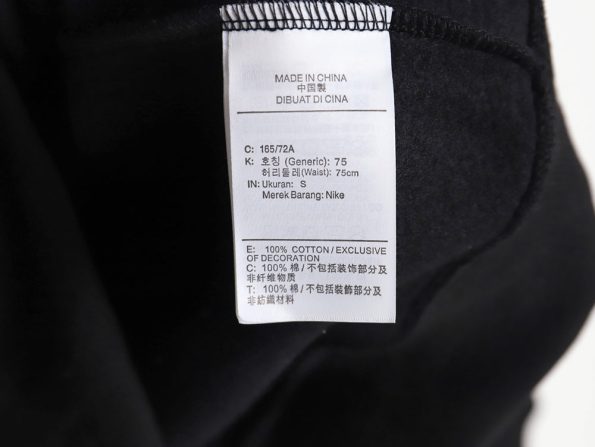 MADE IN CHINA
中国製
DIBUAT DI CINA
C: 165/72A
K: 호칭 (Generic): 75
허리둘레(Waist): 75cm
IN: Ukuran: S
Merek Barang: Nike
E: 100% COTTON / EXCLUSIVE
OF DECORATION
C: 100% 棉 / 不包括装饰部分及
非纤维物质
T: 100% 棉 / 不包括裝飾部分及
非紡織材料